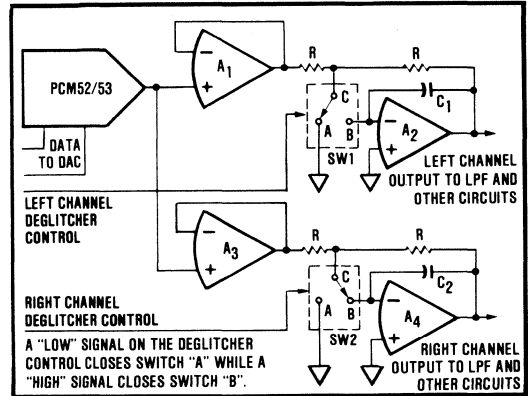 PCM52/53
A1
R
R
C
C1
A
B
SW1
A2
DATA
TO DAC
LEFT CHANNEL
OUTPUT TO LPF AND
OTHER CIRCUITS
LEFT CHANNEL
DEGLITCHER
CONTROL
A3
R
R
C
C2
A
B
SW2
A4
RIGHT CHANNEL
DEGLITCHER CONTROL
A "LOW" SIGNAL ON THE DEGLITCHER
CONTROL CLOSES SWITCH "A" WHILE A
"HIGH" SIGNAL CLOSES SWITCH "B".
RIGHT CHANNEL
OUTPUT TO LPF AND
OTHER CIRCUITS